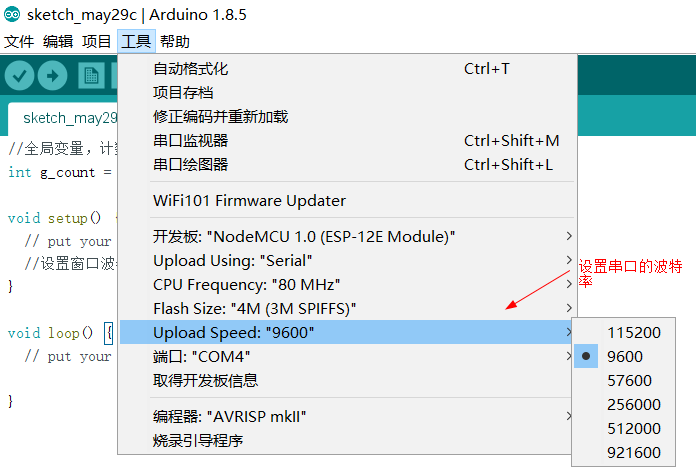 sketch_may29c | Arduino 1.8.5
文件 编辑 项目 工具 帮助
自动格式化 Ctrl+T
项目存档
修正编码并重新加载
sketch_may29
串口监视器 Ctrl+Shift+M
//全局变量，计数
串口绘图器 Ctrl+Shift+L
int g_count =
WiFi101 Firmware Updater
void setup() {
开发板: "NodeMCU 1.0 (ESP-12E Module)"
// put your
Upload Using: "Serial"
//设置窗口波特
设置串口的波特
率
}
CPU Frequency: "80 MHz"
Flash Size: "4M (3M SPIFFS)"
void loop() {
Upload Speed: "9600"
115200
// put your
端口: "COM4"
9600
取得开发板信息
57600
}
256000
编程器: "AVRISP mkII"
512000
烧录引导程序
921600